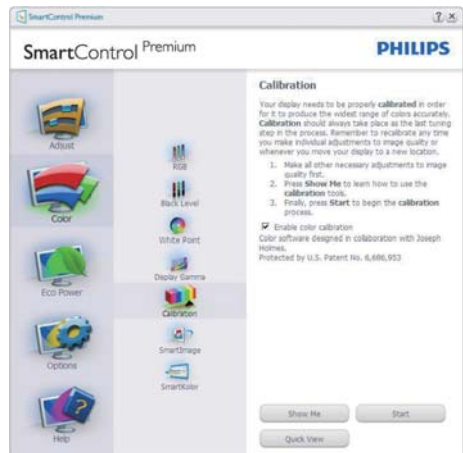 SmartControl Premium
SmartControl Premium
PHILIPS
Adjust
Color
Eco Power
Options
Help
RGB
Black Level
White Point
Display Gamma
Calibration
SmartImage
SmartKolor
Calibration
Your display needs to be properly calibrated in order
for it to produce the widest range of colors accurately.
Calibration should always take place as the last tuning
step in the process. Remember to recalibrate any time
you make individual adjustments to image quality or
whenever you move your display to a new location.
1. Make all other necessary adjustments to image
quality first.
2. Press Show Me to learn how to use the
calibration tools.
3. Finally, press Start to begin the calibration
process.
Enable color calibration
Color software designed in collaboration with Joseph
Holmes.
Protected by U.S. Patent No. 6,686,953
Show Me
Start
Quick View